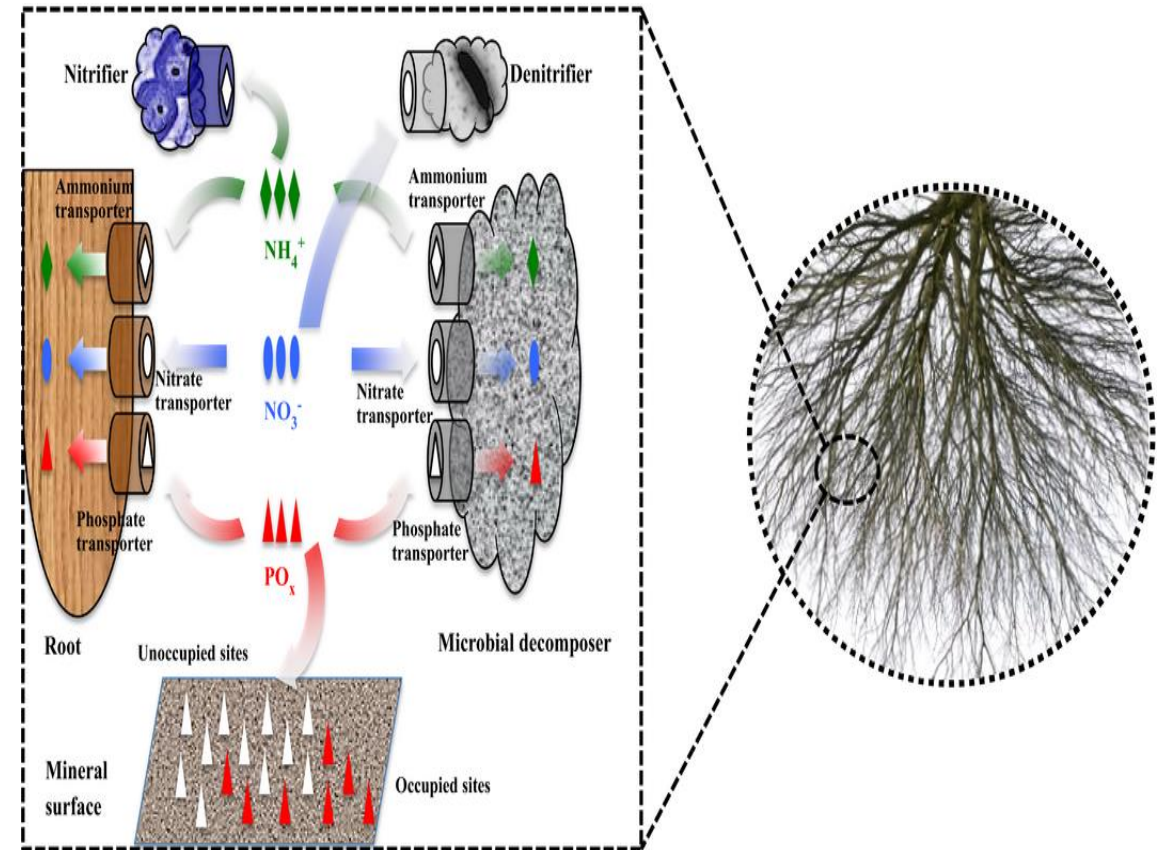 Nitrifier
Denitrifier
Ammonium
transporter
Ammonium
transporter
NH₄⁺
Nitrate
transporter
NO₃⁻
Nitrate
transporter
Phosphate
transporter
POₓ
Phosphate
transporter
Root
Microbial decomposer
Unoccupied sites
Mineral
surface
Occupied sites